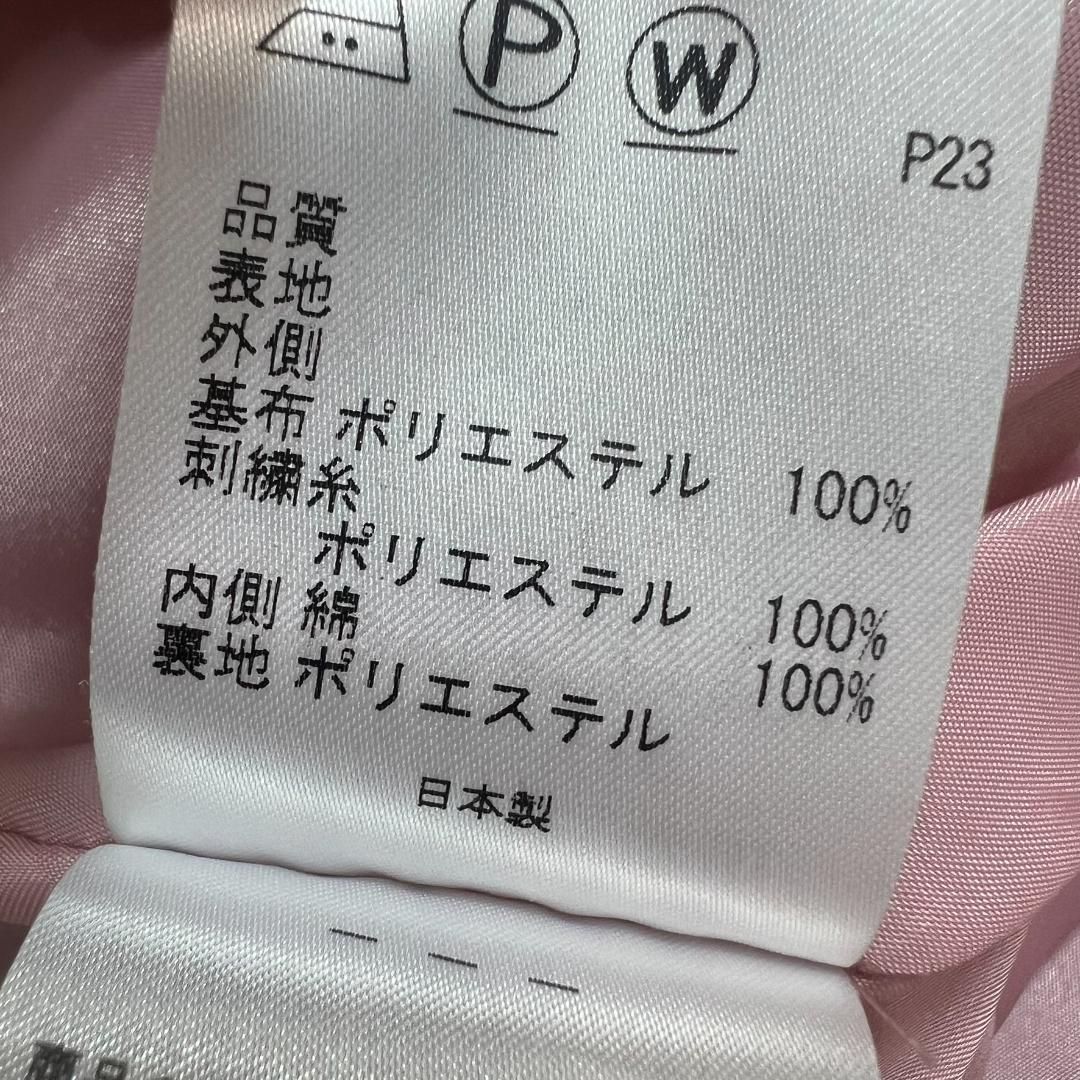 P W
P23
品質
表地
外側
基布 ポリエステル 100%
刺繍糸
ポリエステル 100%
内側 綿 100%
裏地 ポリエステル
日本製